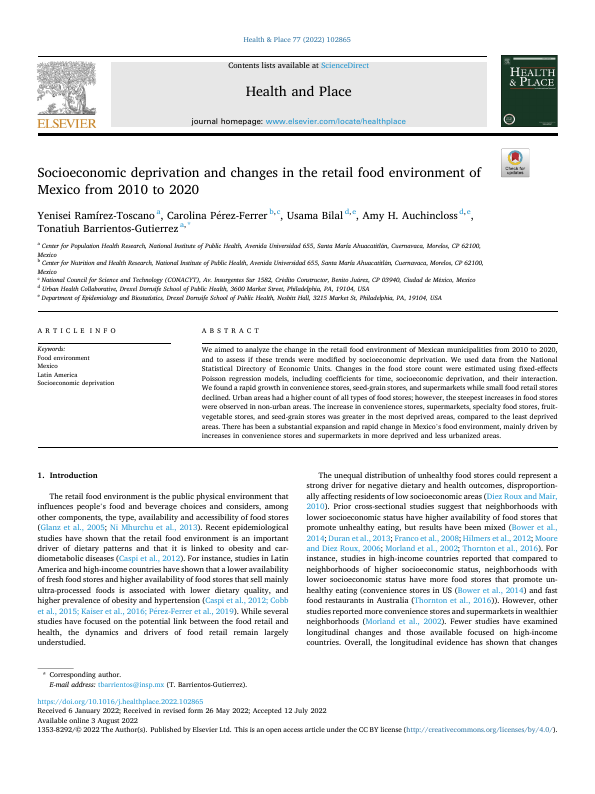 Health & Place 77 (2022) 102865
Contents lists available at ScienceDirect
Health and Place
journal homepage: www.elsevier.com/locate/healthplace
ELSEVIER
HEALTH
& PLACE
Check for
updates
Socioeconomic deprivation and changes in the retail food environment of
Mexico from 2010 to 2020
Yenisei Ramírez-Toscano a, Carolina Pérez-Ferrer b,c, Usama Bilal d,e, Amy H. Auchincloss d,e,
Tonatiuh Barrientos-Gutierrez a,*
a Center for Population Health Research, National Institute of Public Health, Avenida Universidad 655, Santa María Ahuacatitlán, Cuernavaca, Morelos, CP 62100,
Mexico
b Center for Nutrition and Health Research, National Institute of Public Health, Avenida Universidad 655, Santa María Ahuacatitlán, Cuernavaca, Morelos, CP 62100,
Mexico
c National Council of Science and Technology (CONACYT), Av. Insurgentes Sur 1582, Crédito Constructor, Benito Juárez, CP 03940, Ciudad de México, Mexico
d Urban Health Collaborative, Drexel Dornsife School of Public Health, 3600 Market Street, Philadelphia, PA, 19104, USA
e Department of Epidemiology and Biostatistics, Drexel Dornsife School of Public Health, Nesbitt Hall, 3215 Market St, Philadelphia, PA, 19104, USA
ARTICLE INFO
Keywords:
Food environment
Mexico
Latin America
Socioeconomic deprivation
ABSTRACT
We aimed to analyze the change in the retail food environment of Mexican municipalities from 2010 to 2020,
and to assess if these trends were modified by socioeconomic deprivation. We used data from the National
Statistical Directory of Economic Units. Changes in the food store count were estimated using fixed-effects
Poisson regression models, including coefficients for time, socioeconomic deprivation, and their interaction.
We found a rapid growth in convenience stores, seed-grain stores, and supermarkets while small food retail stores
declined. Urban areas had a higher count of all types of food stores; however, the steepest increases in food stores
were observed in non-urban areas. The increase in convenience stores, supermarkets, specialty food stores, fruit-
vegetable stores, and seed-grain stores was greater in the most deprived areas, compared to the least deprived
areas. There has been a substantial expansion and rapid change in Mexico's food environment, mainly driven by
increases in convenience stores and supermarkets in more deprived and less urbanized areas.
1. Introduction
The retail food environment is the public physical environment that
influences people's food and beverage choices and considers, among
other components, the type, availability and accessibility of food stores
(Glanz et al., 2005; Ni Mhurchu et al., 2013). Recent epidemiological
studies have shown that the retail food environment is an important
driver of dietary patterns and that it is linked to obesity and car-
diometabolic diseases (Caspi et al., 2012). For instance, studies in Latin
America and high-income countries have shown that a lower availability
of fresh food stores and higher availability of food stores that sell mainly
ultra-processed foods is associated with lower dietary quality, and
higher prevalence of obesity and hypertension (Caspi et al., 2012; Cobb
et al., 2015; Kaiser et al., 2016; Pérez-Ferrer et al., 2019). While several
studies have focused on the potential link between the food retail and
health, the dynamics and drivers of food retail remain largely
understudied.
The unequal distribution of unhealthy food stores could represent a
strong driver for negative dietary and health outcomes, disproportion-
ally affecting residents of low socioeconomic areas (Diez Roux and Mair,
2010). Prior cross-sectional studies suggest that neighborhoods with
lower socioeconomic status have higher availability of food stores that
promote unhealthy eating, but results have been mixed (Bower et al.,
2014; Duran et al., 2013; Franco et al., 2008; Hilmers et al., 2012; Moore
and Diez Roux, 2006; Morland et al., 2002; Thornton et al., 2016). For
instance, studies in high-income countries reported that compared to
neighborhoods of higher socioeconomic status, neighborhoods with
lower socioeconomic status have more food stores that promote un-
healthy eating (convenience stores in US (Bower et al., 2014) and fast
food restaurants in Australia (Thornton et al., 2016)). However, other
studies reported more convenience stores and supermarkets in wealthier
neighborhoods (Morland et al., 2002). Fewer studies have examined
longitudinal changes and those available focused on high-income
countries. Overall, the longitudinal evidence has shown that changes
* Corresponding author.
E-mail address: tbarrientos@insp.mx (T. Barrientos-Gutierrez).
https://doi.org/10.1016/j.healthplace.2022.102865
Received 6 January 2022; Received in revised form 26 May 2022; Accepted 12 July 2022
Available online 3 August 2022
1353-8292/© 2022 The Author(s). Published by Elsevier Ltd. This is an open access article under the CC BY license (http://creativecommons.org/licenses/by/4.0/).